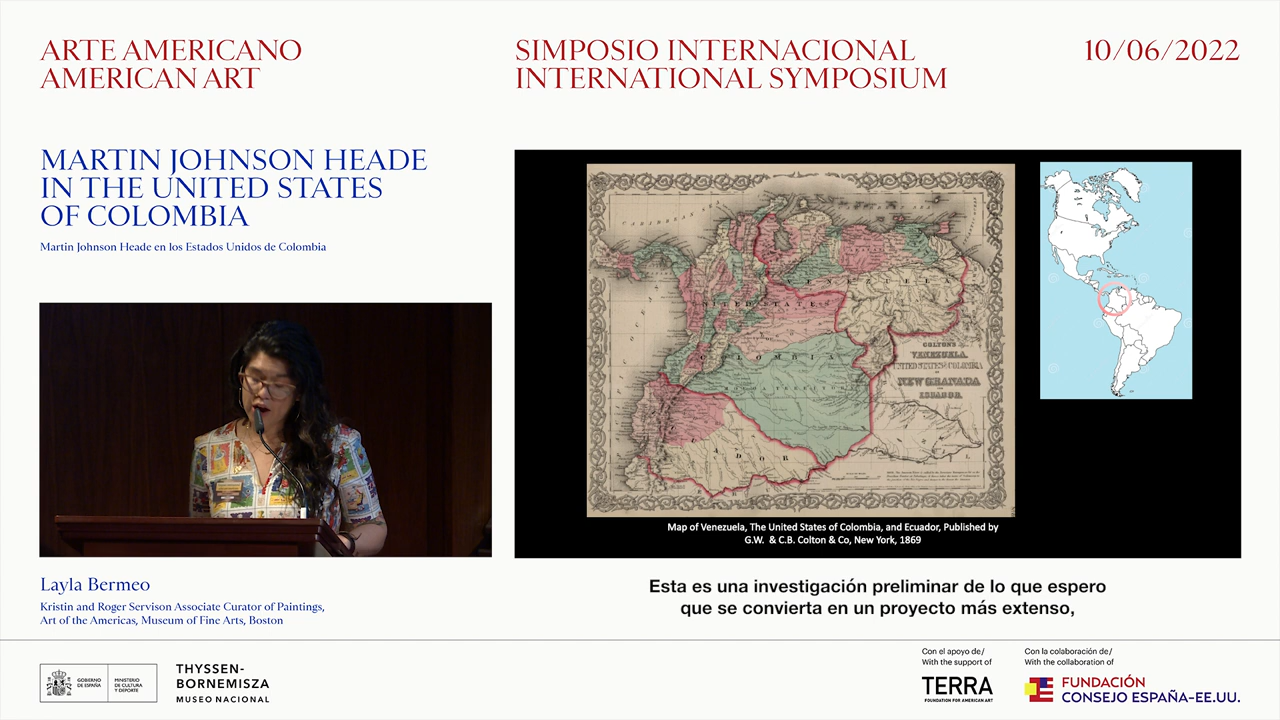 ARTE AMERICANO
AMERICAN ART
SIMPOSIO INTERNACIONAL
INTERNATIONAL SYMPOSIUM
10/06/2022
MARTIN JOHNSON HEADE
IN THE UNITED STATES
OF COLOMBIA
Martin Johnson Heade en los Estados Unidos de Colombia
CARIBBEAN SEA
VENEZUELA
UNITED STATES
COLOMBIA
COLTON'S
VENEZUELA,
UNITED STATES OF COLOMBIA
NEW GRANADA
ECUADOR.
Map of Venezuela, The United States of Colombia, and Ecuador, Published by
G.W. & C.B. Colton & Co, New York, 1869
Layla Bermeo
Kristin and Roger Servison Associate Curator of Paintings,
Art of the Americas, Museum of Fine Arts, Boston
Esta es una investigación preliminar de lo que espero
que se convierta en un proyecto más extenso,
GOBIERNO
DE ESPAÑA
MINISTERIO
DE CULTURA
Y DEPORTE
THYSSEN-
BORNEMISZA
MUSEO NACIONAL
Con el apoyo de/
With the support of
TERRA
FOUNDATION FOR AMERICAN ART
Con la colaboración de/
With the collaboration of
FUNDACIÓN
CONSEJO ESPAÑA-EE.UU.